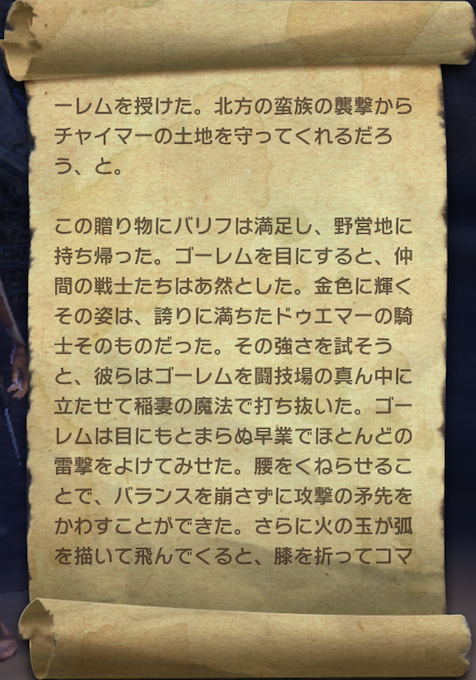 ーレムを授けた。北方の蛮族の襲撃から
チャイマーの土地を守ってくれるだろ
う、と。
この贈り物にバリフは満足し、野営地に
持ち帰った。ゴーレムを目にすると、仲
間の戦士たちはあ然とした。金色に輝く
その姿は、誇りに満ちたドゥエマーの騎
士そのものだった。その強さを試そう
と、彼らはゴーレムを闘技場の真ん中に
立たせて稲妻の魔法で打ち抜いた。ゴー
レムは目にもとまらぬ早業でほとんどの
雷撃をよけてみせた。腰をくねらせるこ
とで、バランスを崩さずに攻撃の矛先を
かわすことができた。さらに火の玉が弧
を描いて飛んでくると、膝を折ってコマ